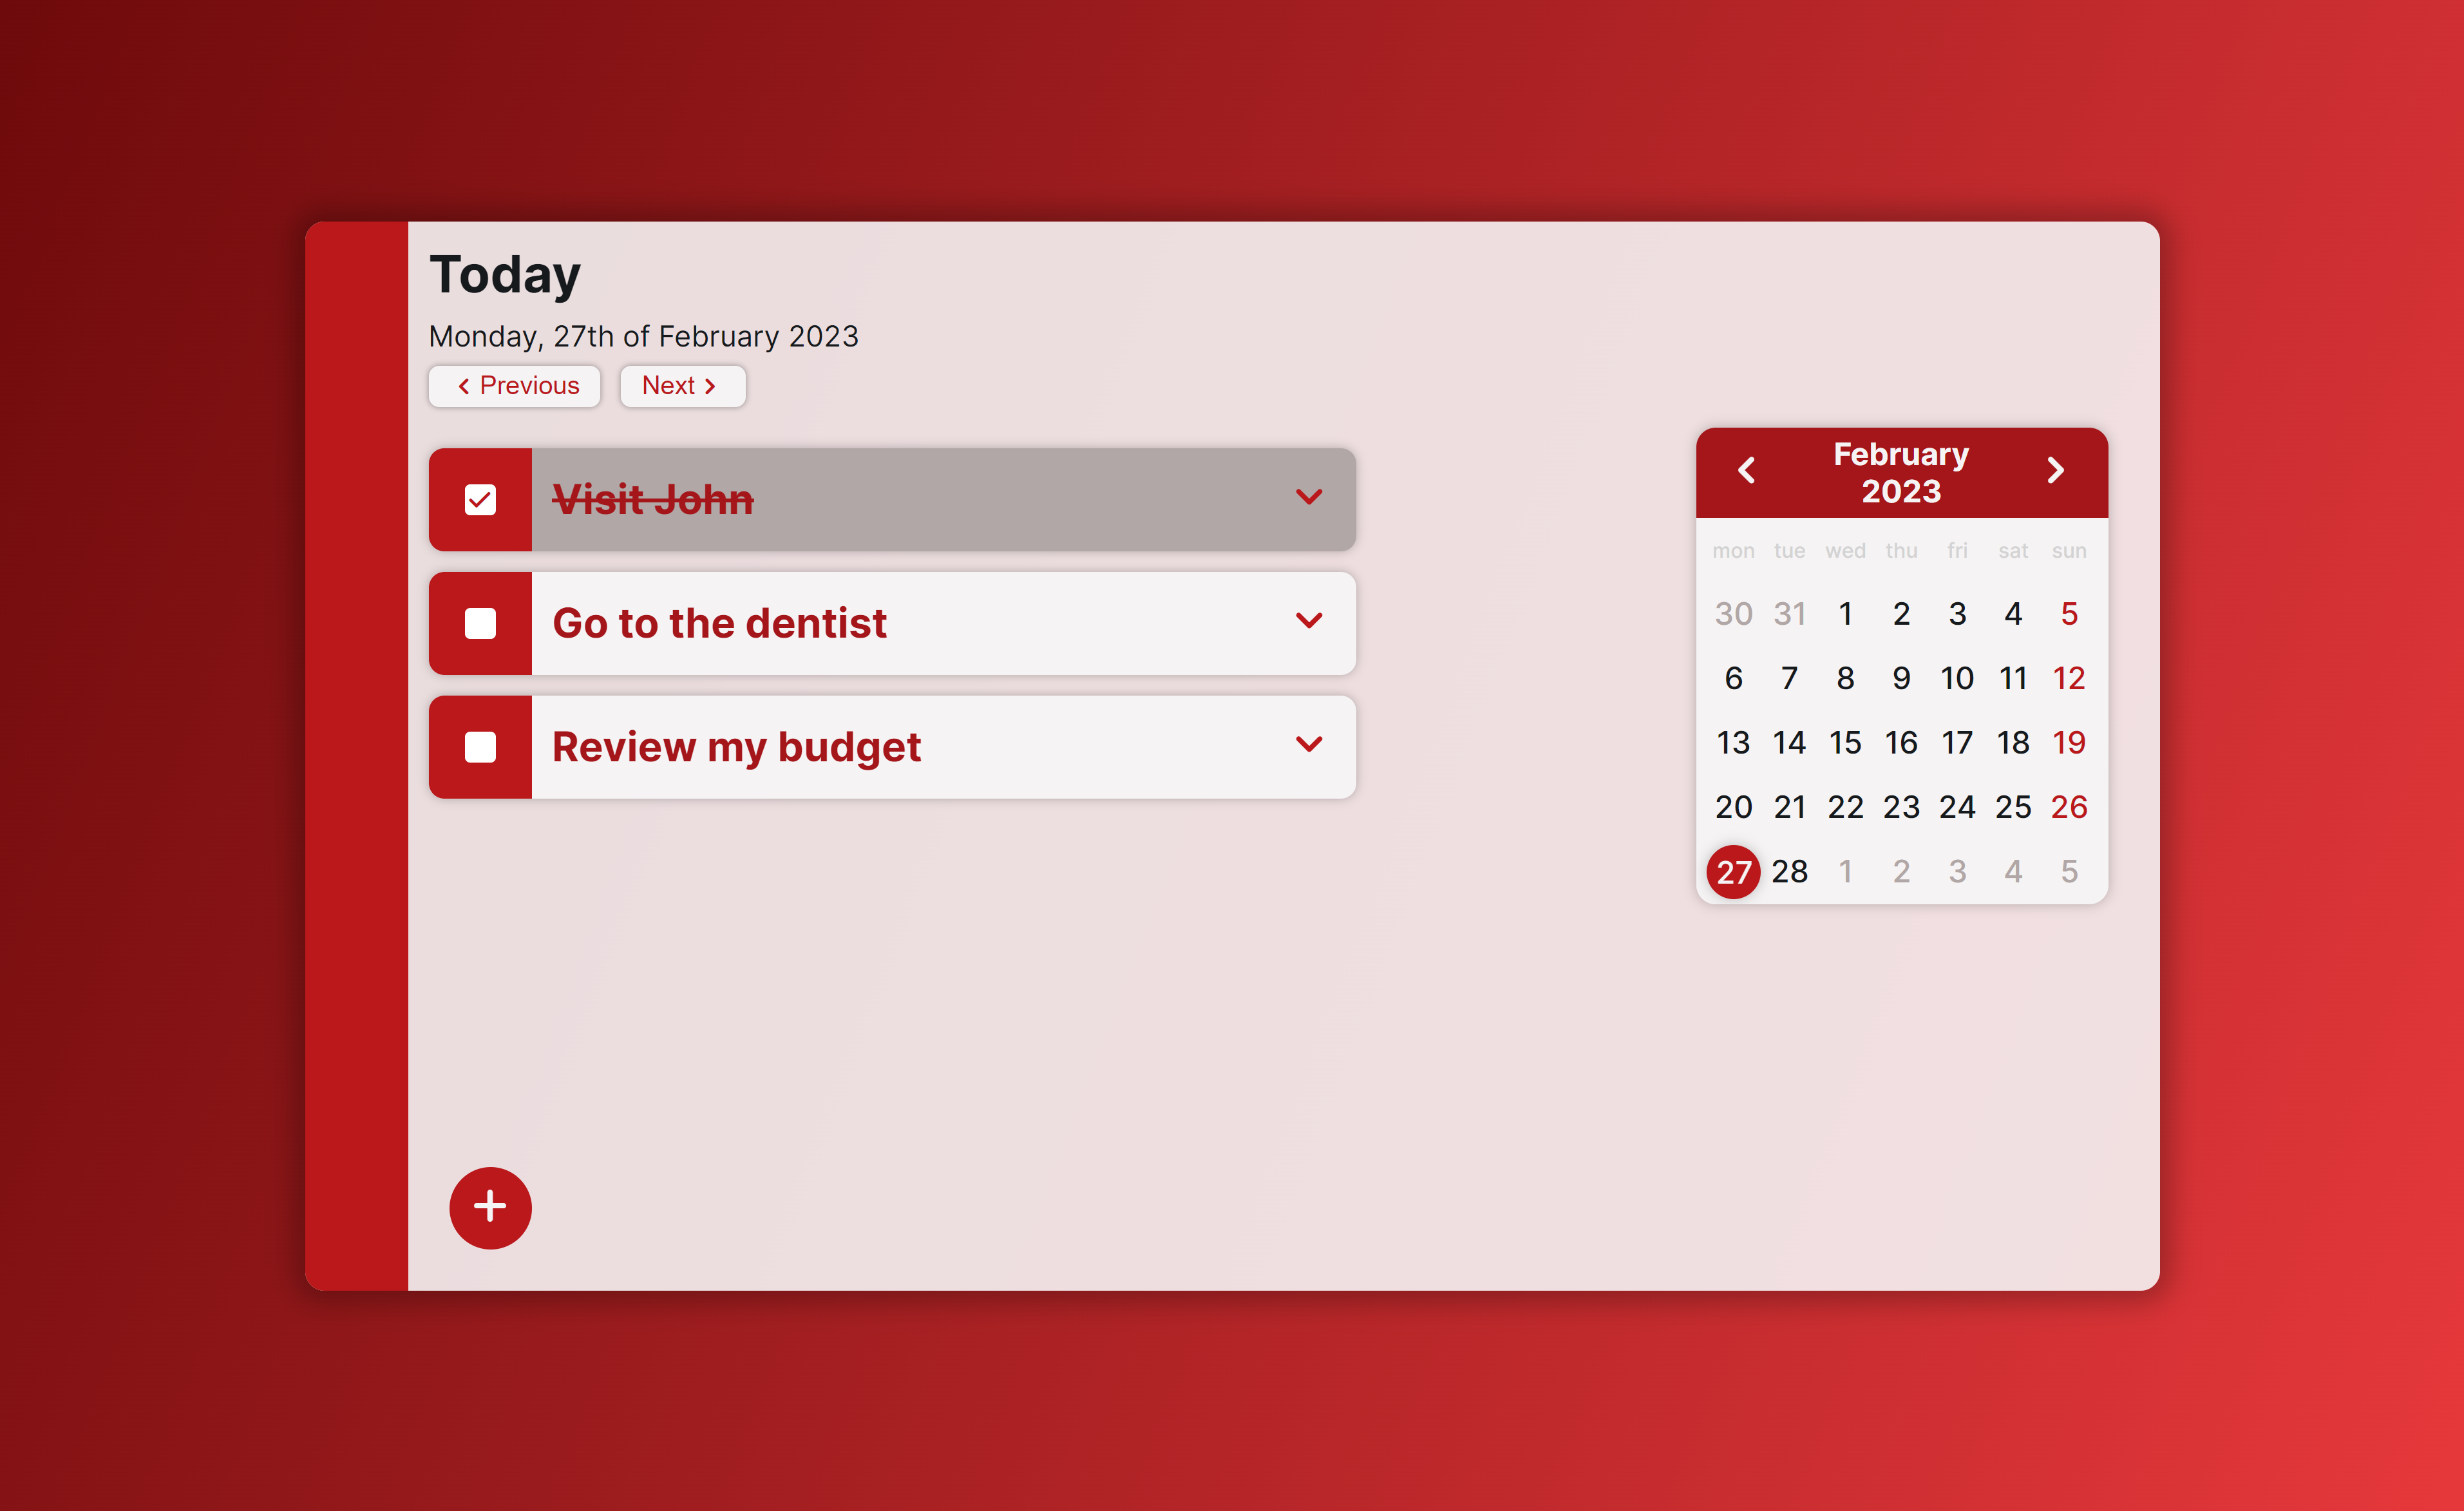 Today
Monday, 27th of February 2023
Previous
Next
Visit John
Go to the dentist
Review my budget
February
2023
mon tue wed thu fri sat sun
30 31 1 2 3 4 5
6 7 8 9 10 11 12
13 14 15 16 17 18 19
20 21 22 23 24 25 26
27 28 1 2 3 4 5